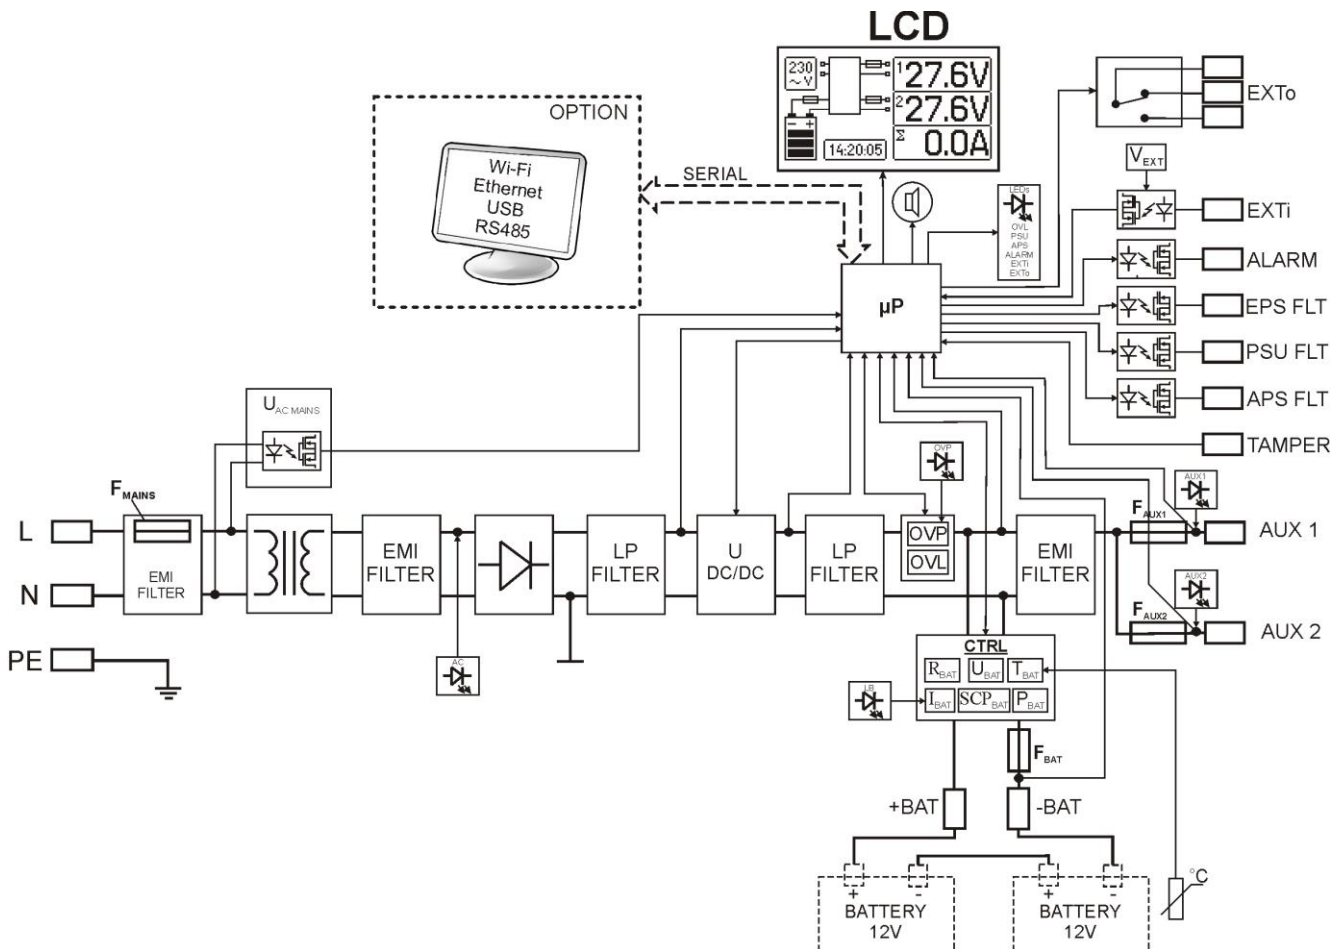 LCD
230
~ V
1 27.6V
2 27.6V
Σ 0.0A
- +
14:20:05
OPTION
Wi-Fi
Ethernet
USB
RS485
SERIAL
LEDs
OVL
PSU
APS
ALARM
EXTi
EXTo
EXTo
VEXT
EXTi
ALARM
EPS FLT
PSU FLT
APS FLT
TAMPER
µP
UAC MAINS
FMAINS
L
N
PE
EMI
FILTER
EMI
FILTER
AC
LP
FILTER
U
DC/DC
LP
FILTER
OVP
OVP
OVL
EMI
FILTER
FAUX1
AUX1
AUX 1
FAUX2
AUX2
AUX 2
CTRL
RBAT
UBAT
TBAT
IBAT
SCPBAT
PBAT
LB
FBAT
+BAT
-BAT
°C
+ -
BATTERY
12V
+ -
BATTERY
12V